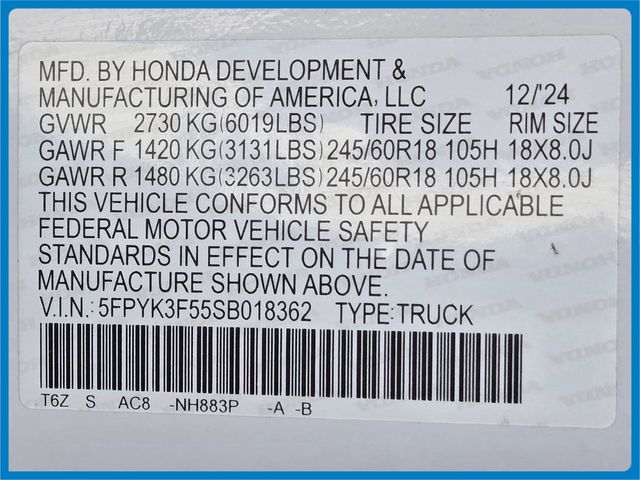 MFD. BY HONDA DEVELOPMENT &
MANUFACTURING OF AMERICA, LLC 12/'24
GVWR 2730 KG(6019LBS) TIRE SIZE RIM SIZE
GAWR F 1420 KG(3131LBS) 245/60R18 105H 18X8.0J
GAWR R 1480 KG(3263LBS) 245/60R18 105H 18X8.0J
THIS VEHICLE CONFORMS TO ALL APPLICABLE
FEDERAL MOTOR VEHICLE SAFETY
STANDARDS IN EFFECT ON THE DATE OF
MANUFACTURE SHOWN ABOVE.
V.I.N.: 5FPYK3F55SB018362 TYPE: TRUCK
T6Z S AC8 -NH883P -A -B